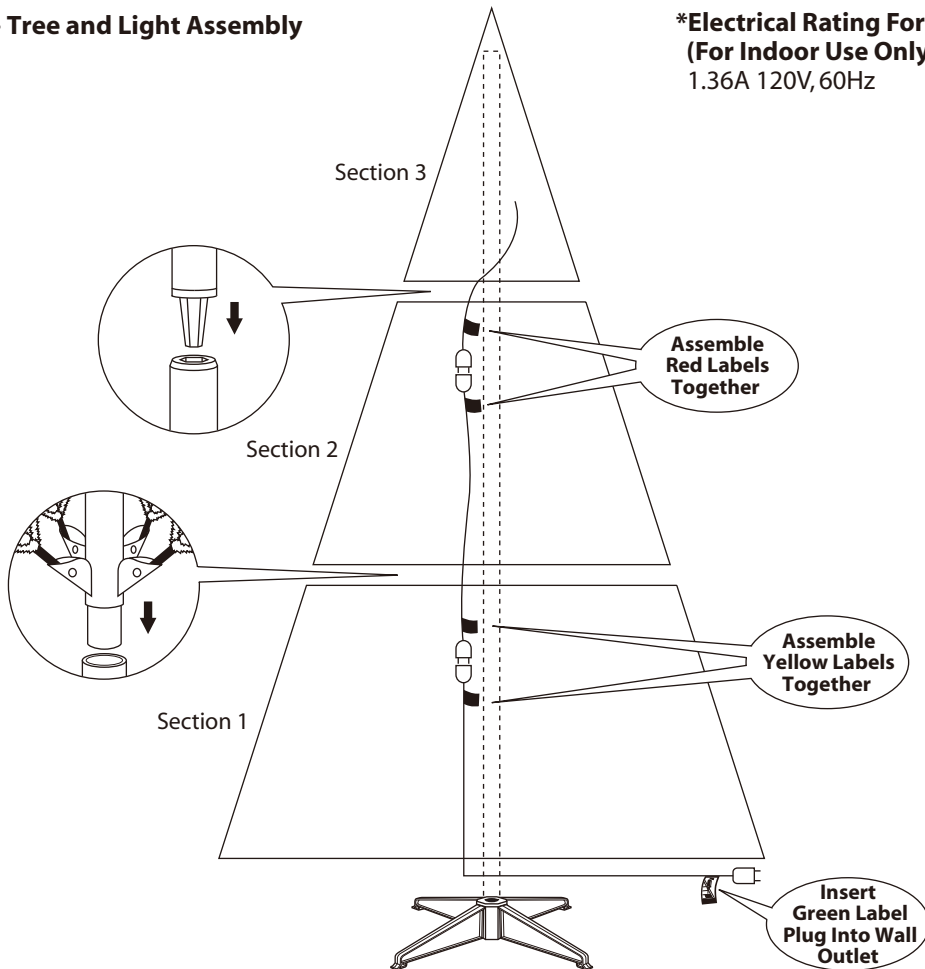 Tree and Light Assembly
*Electrical Rating For
(For Indoor Use Only
1.36A 120V, 60Hz
Section 3
Assemble
Red Labels
Together
Section 2
Assemble
Yellow Labels
Together
Section 1
Insert
Green Label
Plug Into Wall
Outlet